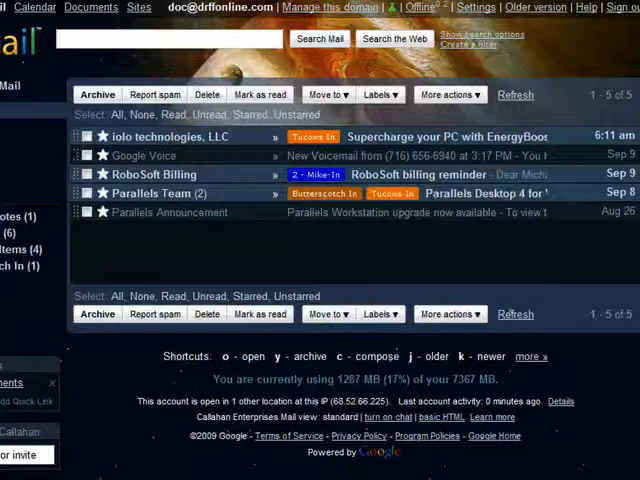 il Calendar Documents Sites doc@drffonline.com | Manage this domain | Offline | Settings | Older version | Help | Sign ou
ail™ Search Mail Search the Web Show search options
Create a filter
Mail
Archive Report spam Delete Mark as read Move to▼ Labels▼ More actions▼ Refresh 1 - 5 of 5
Select: All, None, Read, Unread, Starred, Unstarred
iolo technologies, LLC » Tucows In Supercharge your PC with EnergyBoos 6:11 am
Google Voice New Voicemail from (716) 656-6940 at 3:17 PM - You h Sep 9
RoboSoft Billing » 2 - Mike-In RoboSoft billing reminder - Dear Micha Sep 9
Parallels Team (2) » Butterscotch In Tucows In Parallels Desktop 4 for Sep 8
Parallels Announcement Parallels Workstation upgrade now available - To view t Aug 26
otes (1)
(6)
Items (4)
ch In (1)
Select: All, None, Read, Unread, Starred, Unstarred
Archive Report spam Delete Mark as read Move to▼ Labels▼ More actions▼ Refresh 1 - 5 of 5
Shortcuts: o - open y - archive c - compose j - older k - newer more »
You are currently using 1287 MB (17%) of your 7367 MB.
This account is open in 1 other location at this IP (68.52.66.225). Last account activity: 0 minutes ago. Details
Callahan Enterprises Mail view: standard | turn on chat | basic HTML Learn more
©2009 Google - Terms of Service - Privacy Policy - Program Policies - Google Home
Powered by Google
s
ments x
dd Quick Link
Callahan
or invite